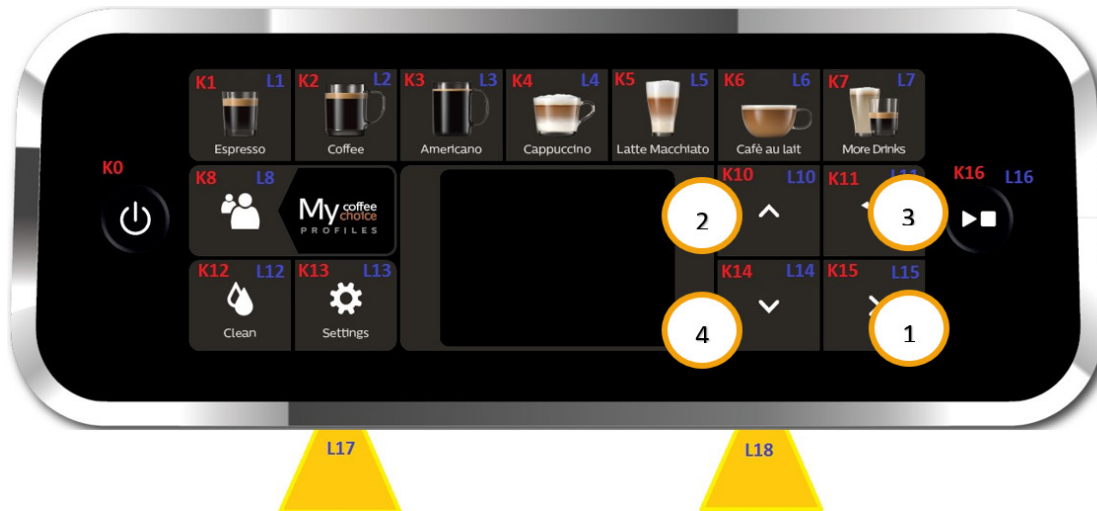 K1 L1 K2 L2 K3 L3 K4 L4 K5 L5 K6 L6 K7 L7
Espresso Coffee Americano Cappuccino Latte Macchiato Cafè au lait More Drinks
K0
K8 L8 K10 L10 K11 L11 K16 L16
My coffee choice
PROFILES
2 3
K12 L12 K13 L13 K14 L14 K15 L15
Clean Settings
4 1
L17 L18